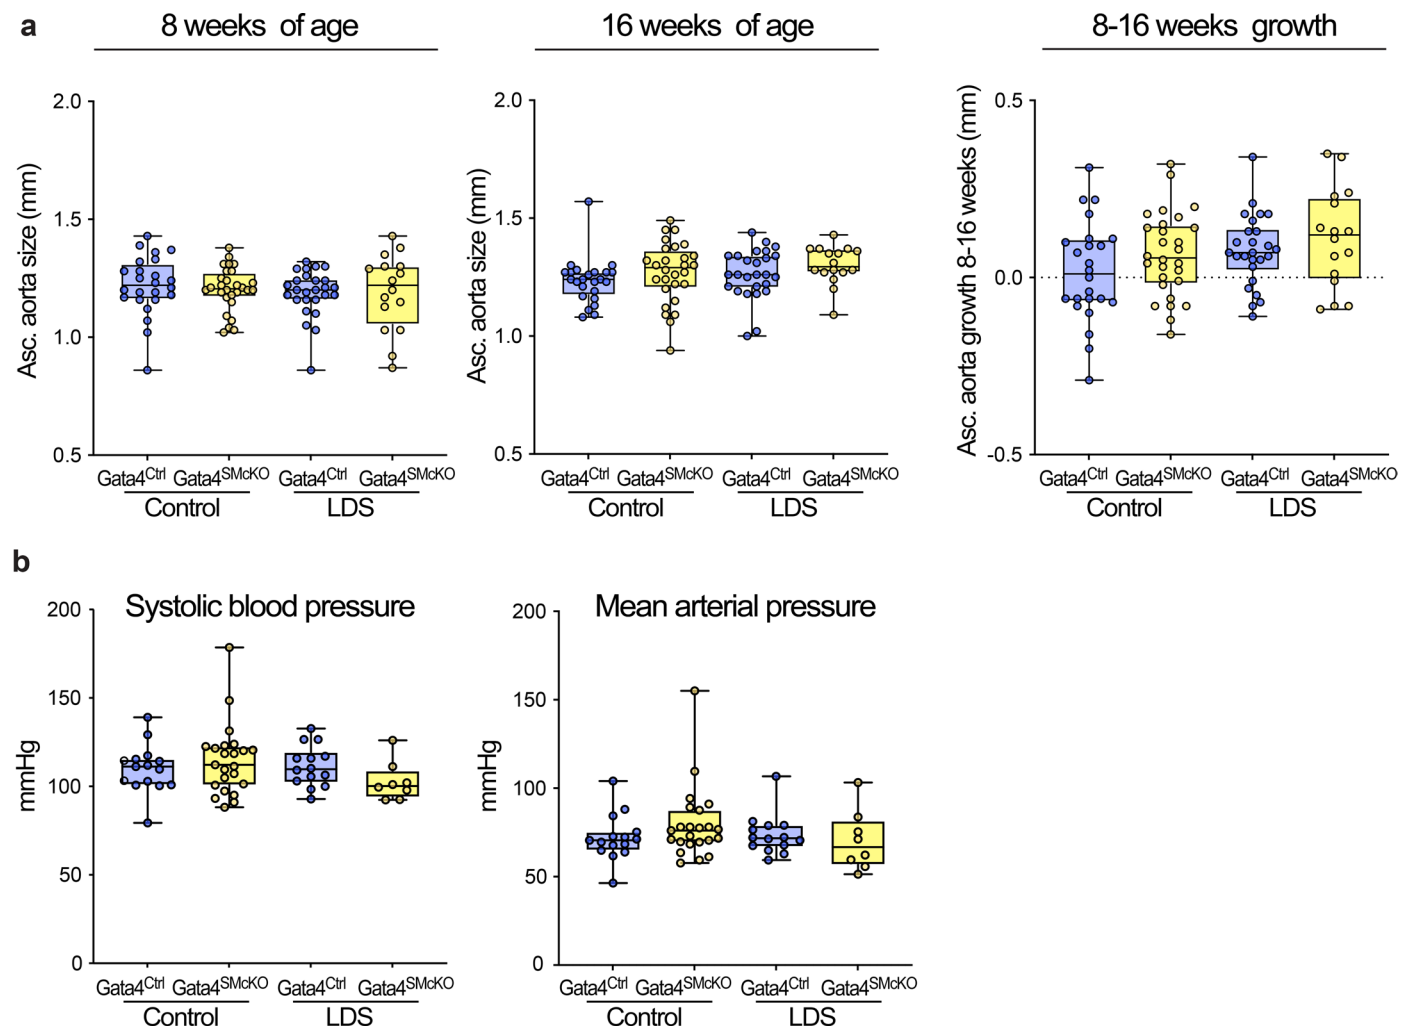 a
8 weeks of age
16 weeks of age
8-16 weeks growth
Asc. aorta size (mm)
2.0
1.5
1.0
0.5
Gata4Ctrl Gata4SMcKO Gata4Ctrl Gata4SMcKO
Control LDS
Asc. aorta size (mm)
2.0
1.5
1.0
0.5
Gata4Ctrl Gata4SMcKO Gata4Ctrl Gata4SMcKO
Control LDS
Asc. aorta growth 8-16 weeks (mm)
0.5
0.0
-0.5
Gata4Ctrl Gata4SMcKO Gata4Ctrl Gata4SMcKO
Control LDS
b
Systolic blood pressure
mmHg
200
150
100
50
0
Gata4Ctrl Gata4SMcKO Gata4Ctrl Gata4SMcKO
Control LDS
Mean arterial pressure
mmHg
200
150
100
50
0
Gata4Ctrl Gata4SMcKO Gata4Ctrl Gata4SMcKO
Control LDS